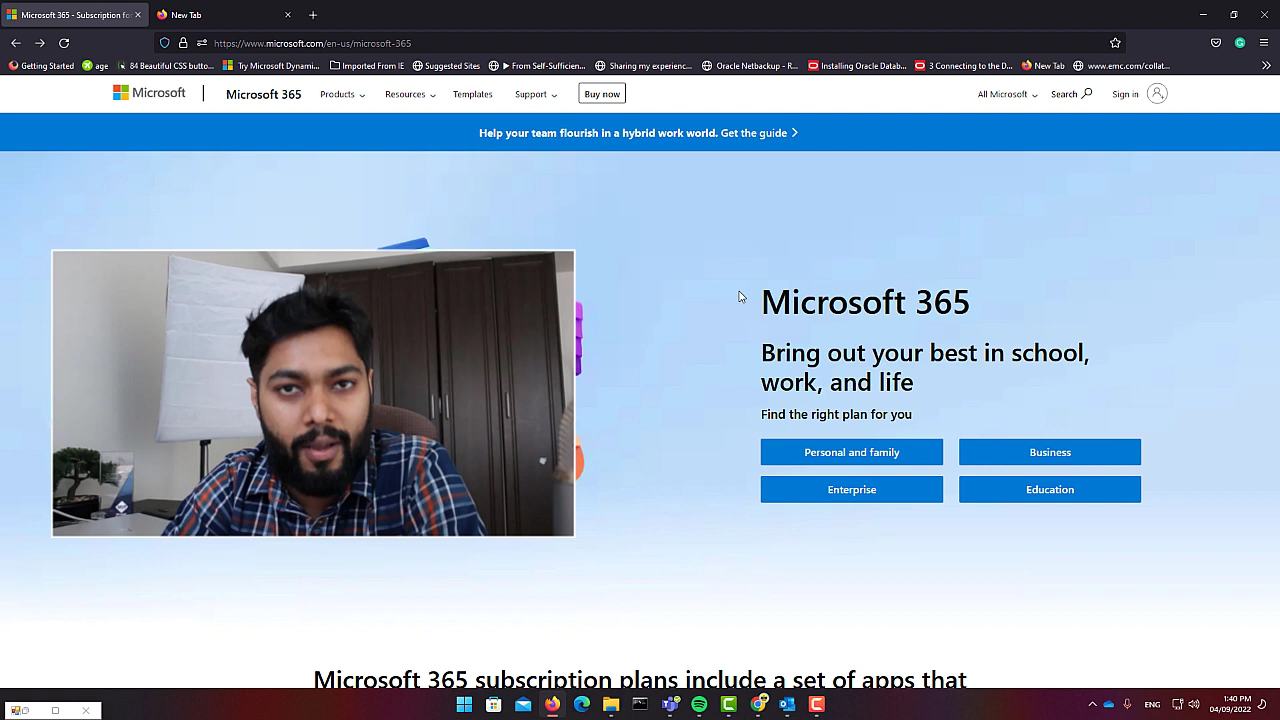 Microsoft 365 - Subscription fo
New Tab
https://www.microsoft.com/en-us/microsoft-365
Getting Started
age
84 Beautiful CSS butto...
Try Microsoft Dynami...
Imported From IE
Suggested Sites
▶ From Self-Sufficien...
Sharing my experienc...
Oracle Netbackup - R...
Installing Oracle Datab...
3 Connecting to the D...
New Tab
www.emc.com/collat...
Microsoft
Microsoft 365
Products
Resources
Templates
Support
Buy now
All Microsoft
Search
Sign in
Help your team flourish in a hybrid work world. Get the guide
Microsoft 365
Bring out your best in school,
work, and life
Find the right plan for you
Personal and family
Business
Enterprise
Education
Microsoft 365 subscription plans include a set of apps that
ENG
1:40 PM
04/09/2022